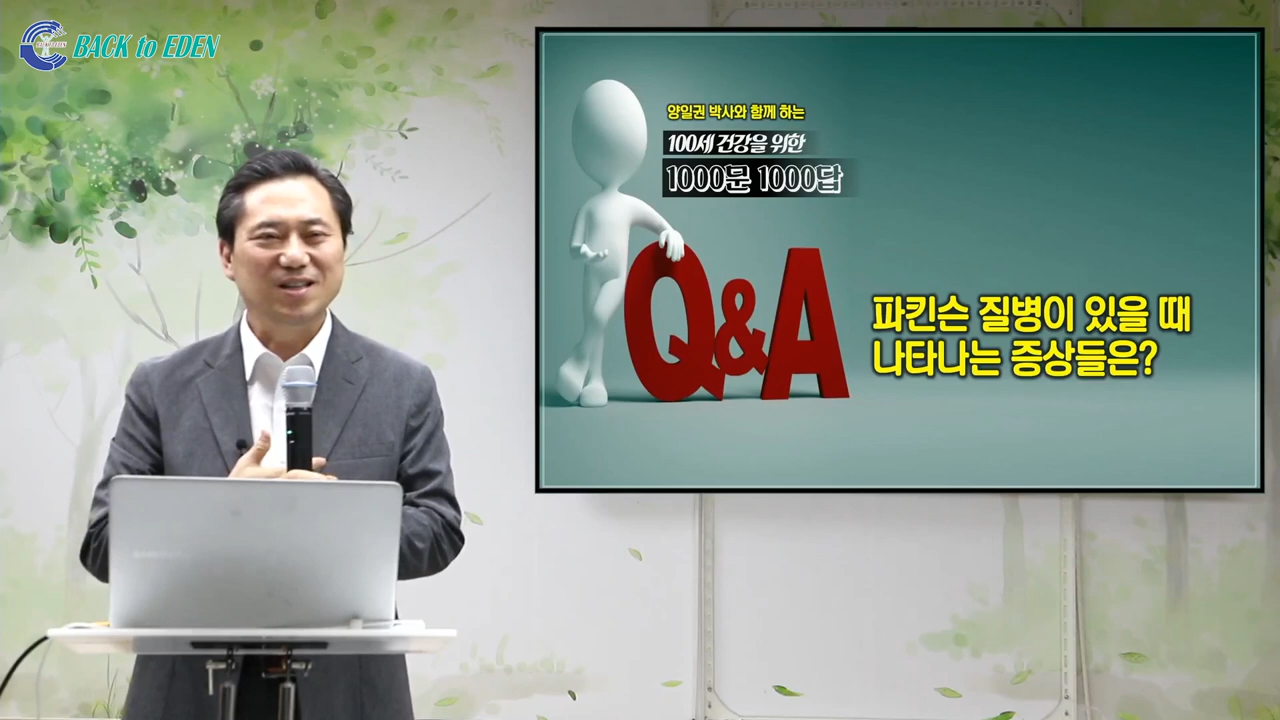 BACK to EDEN
양일권 박사와 함께 하는
100세 건강을 위한
1000문 1000답
Q&A
파킨슨 질병이 있을 때
나타나는 증상들은?